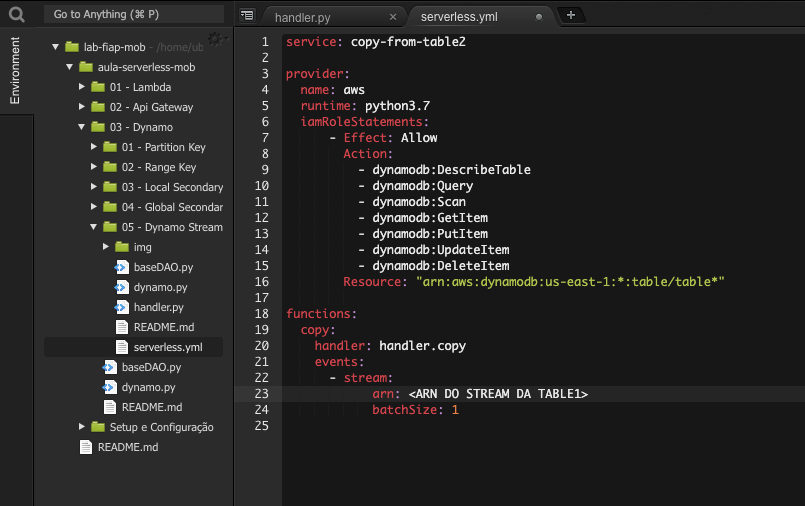 Go to Anything (⌘ P)
handler.py
serverless.yml
Environment
lab-fiap-mob - /home/ub
aula-serverless-mob
01 - Lambda
02 - Api Gateway
03 - Dynamo
01 - Partition Key
02 - Range Key
03 - Local Secondary
04 - Global Secondar
05 - Dynamo Stream
img
baseDAO.py
dynamo.py
handler.py
README.md
serverless.yml
baseDAO.py
dynamo.py
README.md
Setup e Configuração
README.md
1 service: copy-from-table2
2
3 provider:
4 name: aws
5 runtime: python3.7
6 iamRoleStatements:
7 - Effect: Allow
8 Action:
9 - dynamodb:DescribeTable
10 - dynamodb:Query
11 - dynamodb:Scan
12 - dynamodb:GetItem
13 - dynamodb:PutItem
14 - dynamodb:UpdateItem
15 - dynamodb:DeleteItem
16 Resource: "arn:aws:dynamodb:us-east-1:*:table/table*"
17
18 functions:
19 copy:
20 handler: handler.copy
21 events:
22 - stream:
23 arn: <ARN DO STREAM DA TABLE1>
24 batchSize: 1
25